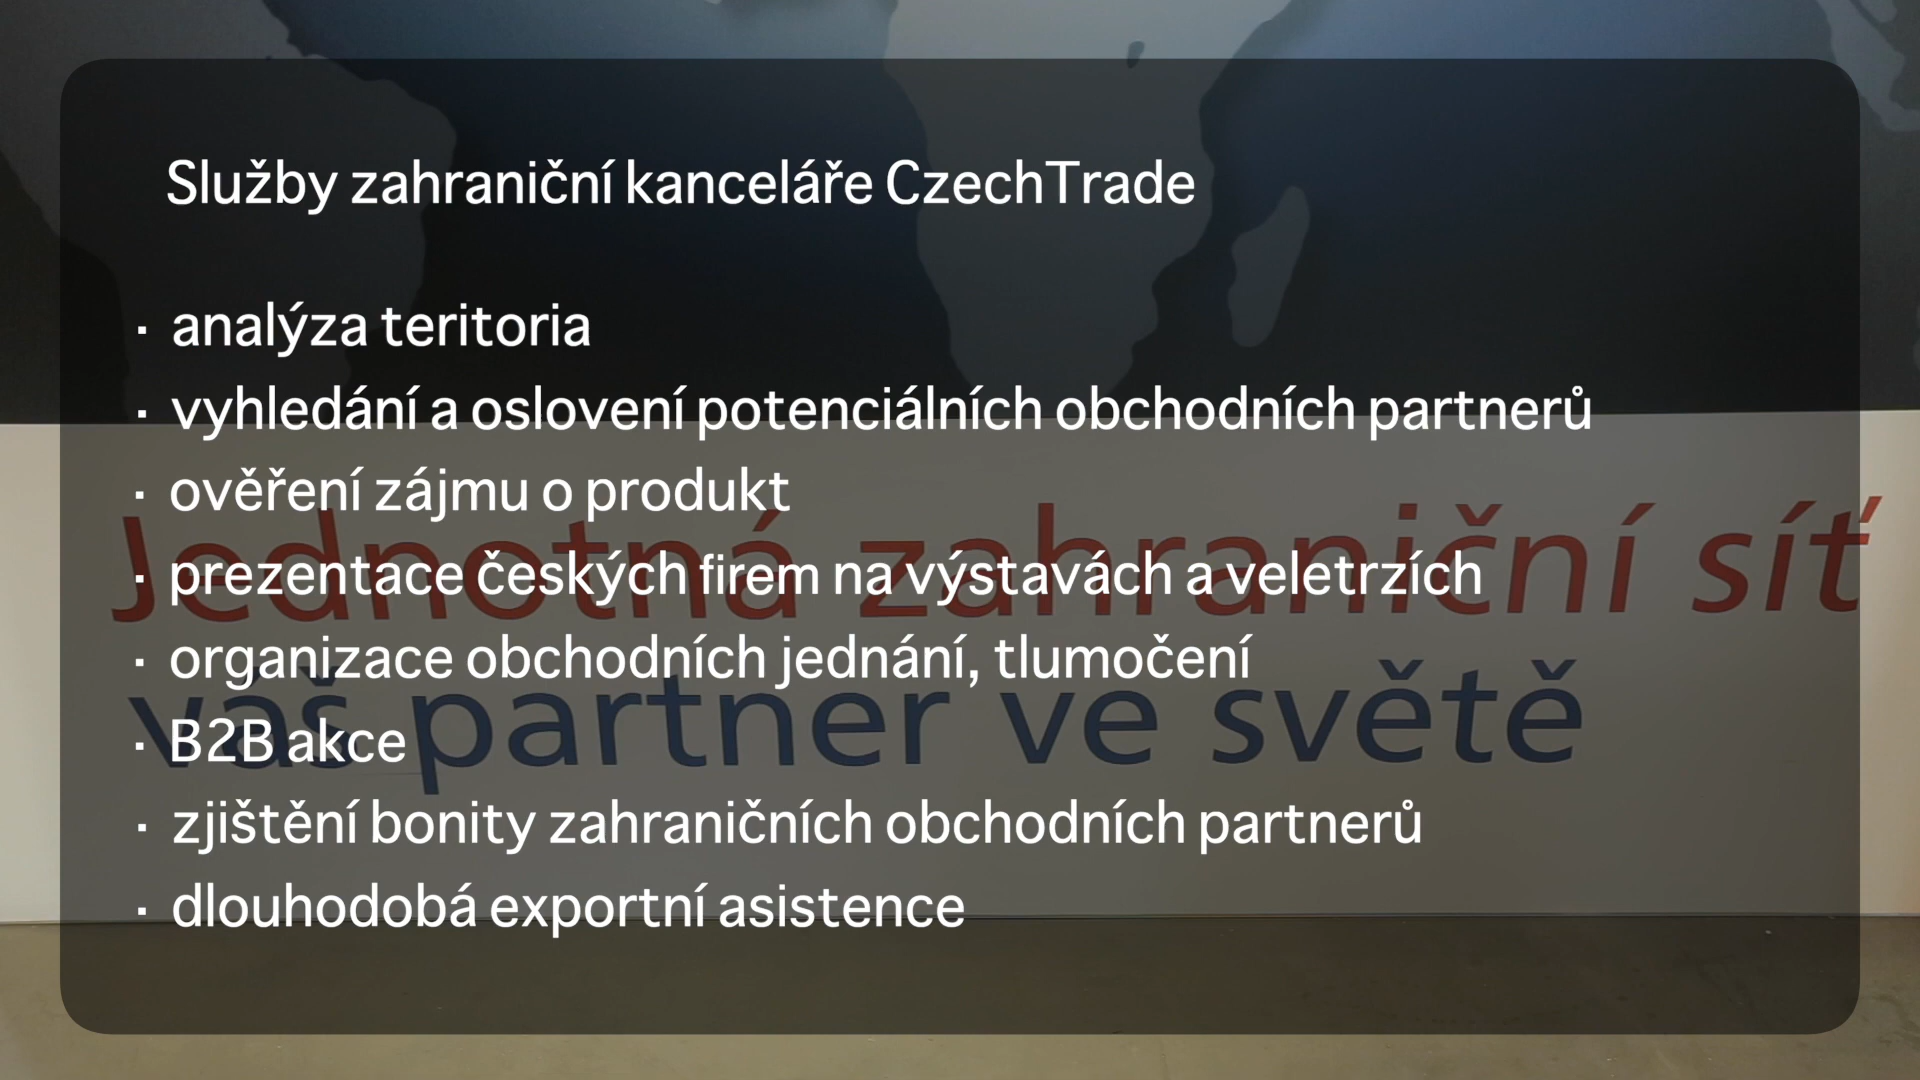 Služby zahraniční kanceláře CzechTrade
· analýza teritoria
· vyhledání a oslovení potenciálních obchodních partnerů
· ověření zájmu o produkt
· prezentace českých firem na výstavách a veletrzích
· organizace obchodních jednání, tlumočení
· B2B akce
· zjištění bonity zahraničních obchodních partnerů
· dlouhodobá exportní asistence
Jednotná zahraniční síť
váš partner ve světě